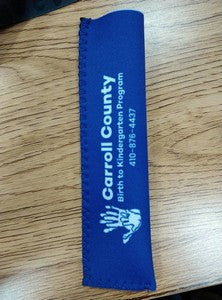 Carroll County
Birth to Kindergarten Program
410-876-4437